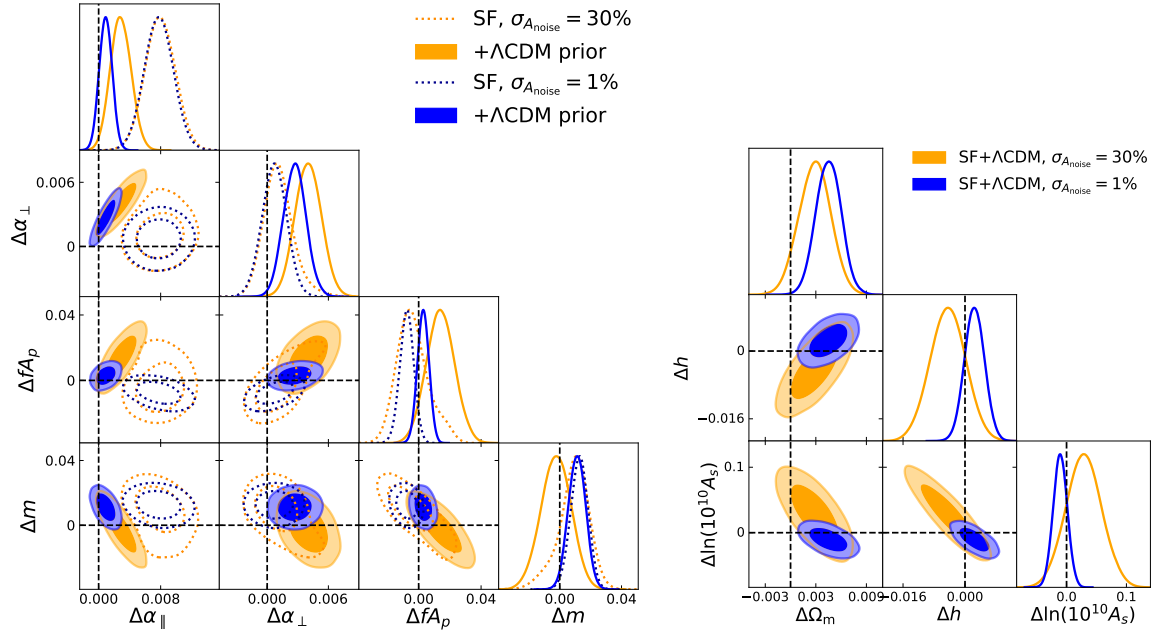 SF, σ_{A_noise} = 30%
+ΛCDM prior
SF, σ_{A_noise} = 1%
+ΛCDM prior
0.006
0
Δα_⊥
0.04
0
ΔfA_p
0.04
0
Δm
0.000 0.008
Δα_∥
0.000 0.006
Δα_⊥
0.00 0.04
ΔfA_p
0.00 0.04
Δm
SF+ΛCDM, σ_{A_noise} = 30%
SF+ΛCDM, σ_{A_noise} = 1%
0
−0.016
Δh
0.1
0
Δln(10^{10}A_s)
−0.003 0.003 0.009
ΔΩ_m
−0.016 0.000
Δh
0.0 0.1
Δln(10^{10}A_s)